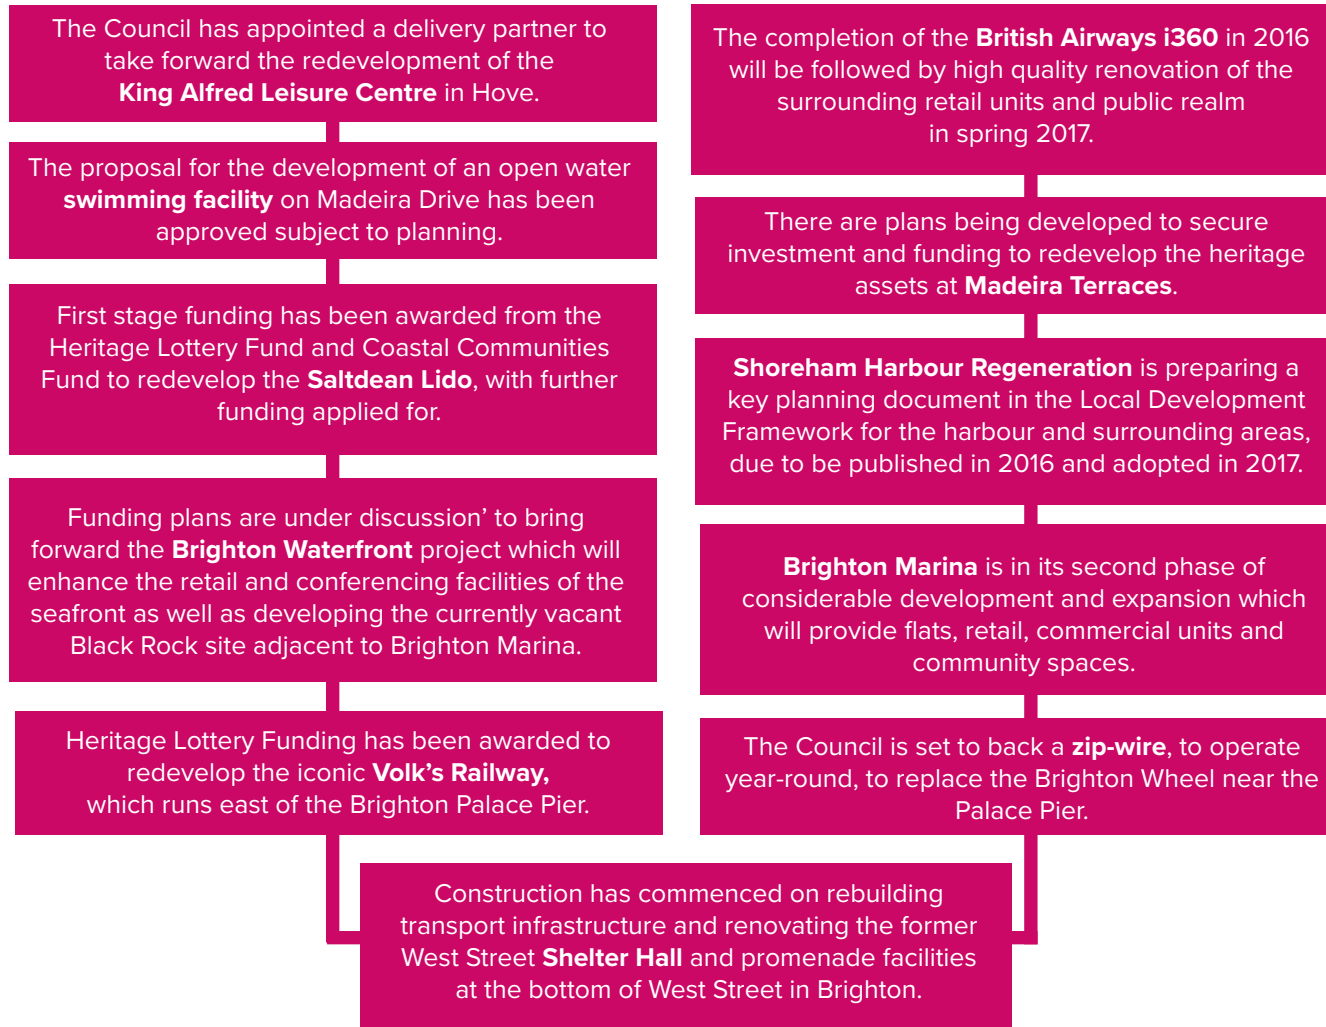 The Council has appointed a delivery partner to
take forward the redevelopment of the
King Alfred Leisure Centre in Hove.
The proposal for the development of an open water
swimming facility on Madeira Drive has been
approved subject to planning.
First stage funding has been awarded from the
Heritage Lottery Fund and Coastal Communities
Fund to redevelop the Saltdean Lido, with further
funding applied for.
Funding plans are under discussion’ to bring
forward the Brighton Waterfront project which will
enhance the retail and conferencing facilities of the
seafront as well as developing the currently vacant
Black Rock site adjacent to Brighton Marina.
Heritage Lottery Funding has been awarded to
redevelop the iconic Volk’s Railway,
which runs east of the Brighton Palace Pier.
The completion of the British Airways i360 in 2016
will be followed by high quality renovation of the
surrounding retail units and public realm
in spring 2017.
There are plans being developed to secure
investment and funding to redevelop the heritage
assets at Madeira Terraces.
Shoreham Harbour Regeneration is preparing a
key planning document in the Local Development
Framework for the harbour and surrounding areas,
due to be published in 2016 and adopted in 2017.
Brighton Marina is in its second phase of
considerable development and expansion which
will provide flats, retail, commercial units and
community spaces.
The Council is set to back a zip-wire, to operate
year-round, to replace the Brighton Wheel near the
Palace Pier.
Construction has commenced on rebuilding
transport infrastructure and renovating the former
West Street Shelter Hall and promenade facilities
at the bottom of West Street in Brighton.